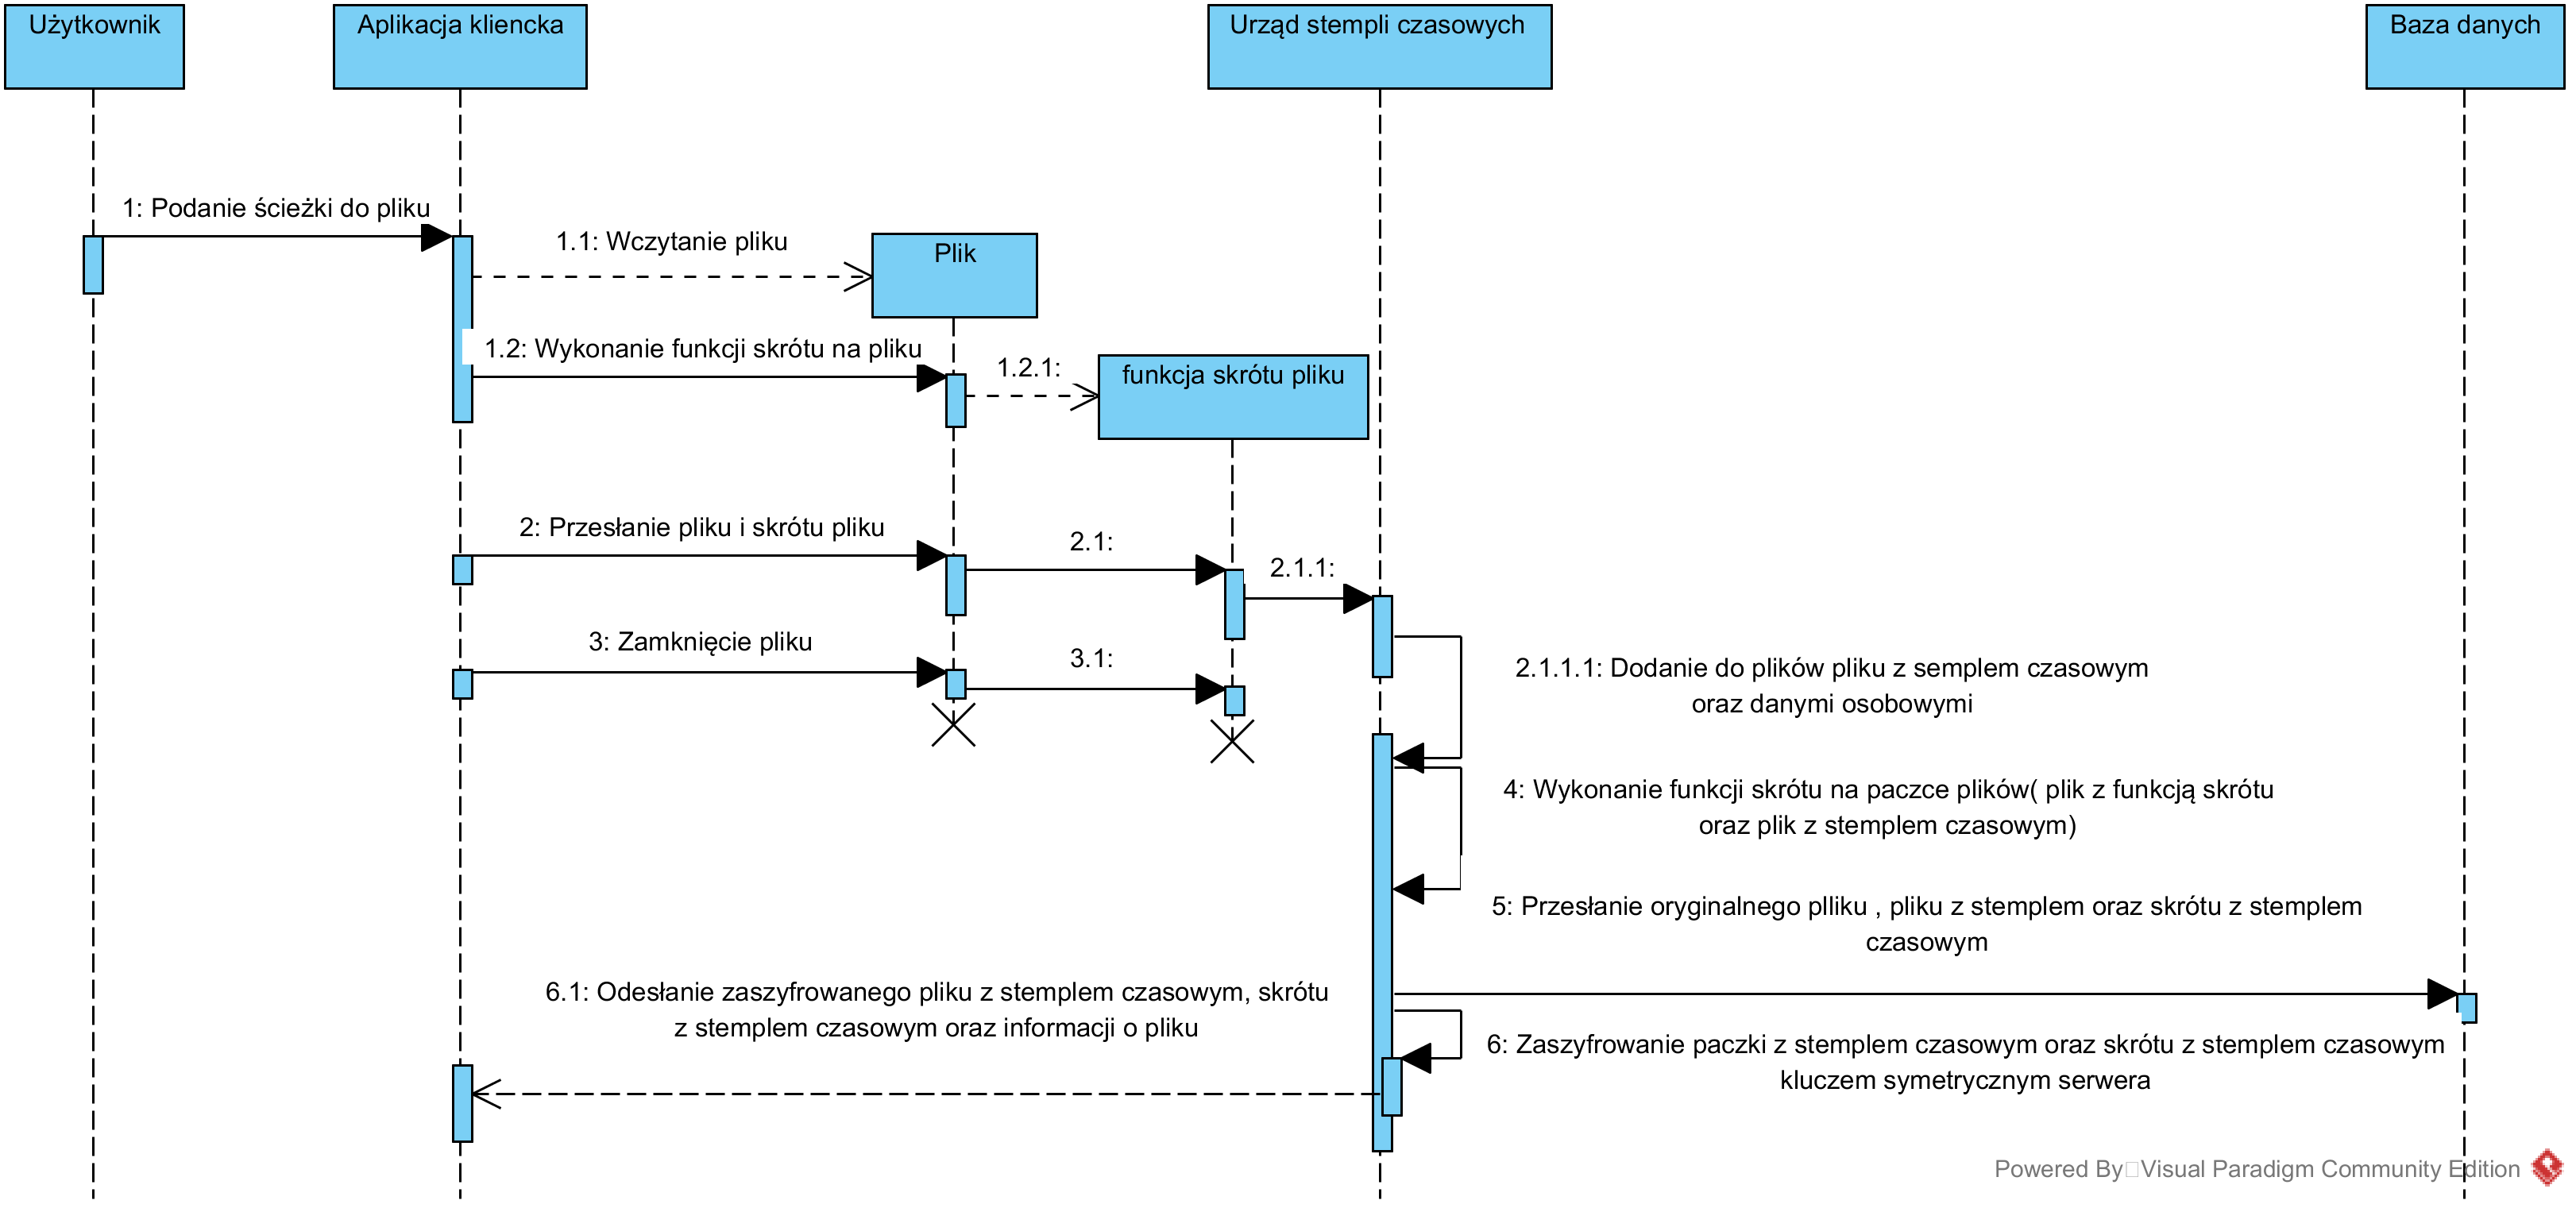 Użytkownik
Aplikacja kliencka
Urząd stempli czasowych
Baza danych
1: Podanie ścieżki do pliku
1.1: Wczytanie pliku
Plik
1.2: Wykonanie funkcji skrótu na pliku
1.2.1:
funkcja skrótu pliku
2: Przesłanie pliku i skrótu pliku
2.1:
2.1.1:
3: Zamknięcie pliku
3.1:
2.1.1.1: Dodanie do plików pliku z semplem czasowym
oraz danymi osobowymi
4: Wykonanie funkcji skrótu na paczce plików( plik z funkcją skrótu
oraz plik z stemplem czasowym)
5: Przesłanie oryginalnego plliku , pliku z stemplem oraz skrótu z stemplem
czasowym
6.1: Odesłanie zaszyfrowanego pliku z stemplem czasowym, skrótu
z stemplem czasowym oraz informacji o pliku
6: Zaszyfrowanie paczki z stemplem czasowym oraz skrótu z stemplem czasowym
kluczem symetrycznym serwera
Powered By□Visual Paradigm Community Edition